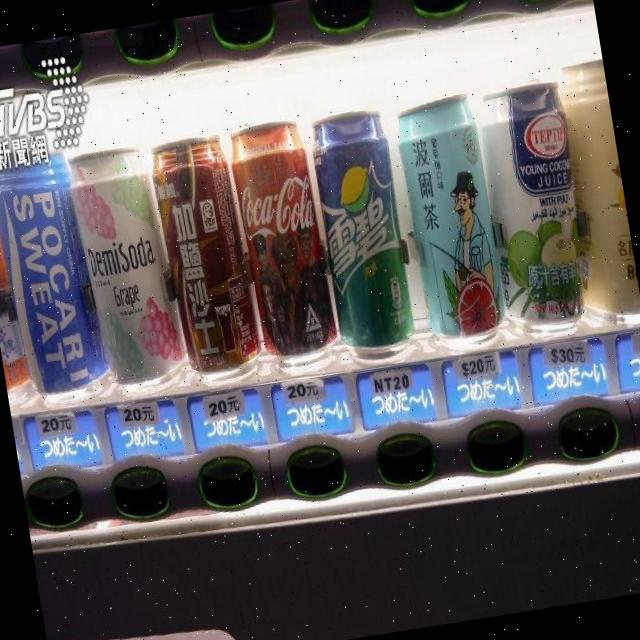 TVBS
新聞網
POCARI
SWEAT
DemiSoda
Grape
加鹽沙士
Coca-Cola
波爾茶
TEPTIP
YOUNG COCONUT
JUICE
WITH PULP
20元
20元
20元
20元
NT20
$20元
$30元
つめた〜い
つめた〜い
つめた〜い
つめた〜い
つめた〜い
つめた〜い
つめた〜い